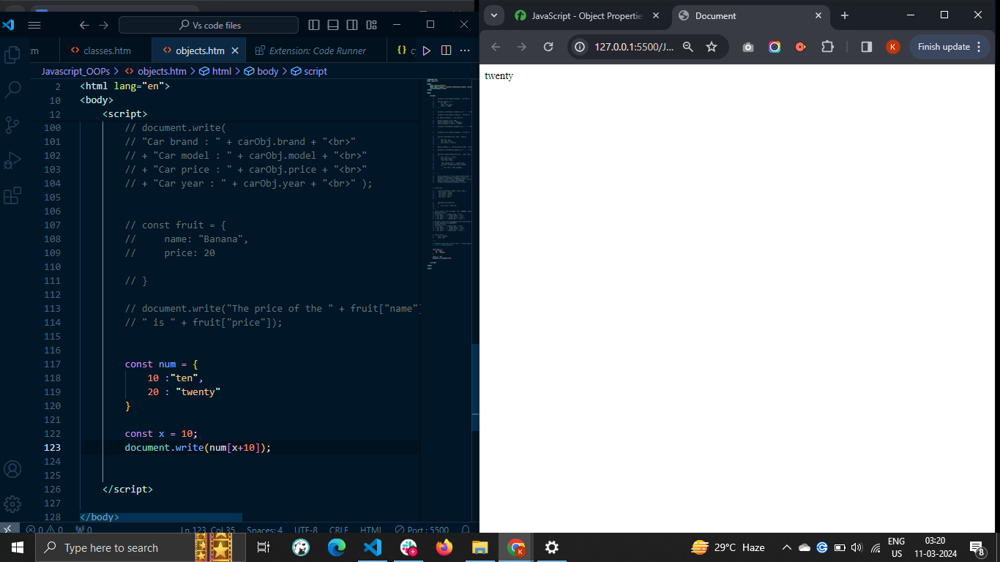 Vs code files
tm
classes.htm
objects.htm
Extension: Code Runner
Javascript_OOPs > objects.htm > html > body > script
2 <html lang="en">
10 <body>
12 <script>
100 // document.write(
101 // "Car brand : " + carObj.brand + "<br>"
102 // + "Car model : " + carObj.model + "<br>"
103 // + "Car price : " + carObj.price + "<br>"
104 // + "Car year : " + carObj.year + "<br>" );
105
106
107 // const fruit = {
108 //     name: "Banana",
109 //     price: 20
110
111 // }
112
113 // document.write("The price of the " + fruit["name"]
114 // " is " + fruit["price"]);
115
116
117 const num = {
118     10 :"ten",
119     20 : "twenty"
120 }
121
122 const x = 10;
123 document.write(num[x+10]);
124
125
126 </script>
127
128 </body>
0 0 0 Ln 123, Col 35 Spaces: 4 UTF-8 CRLF HTML Port : 5500
JavaScript - Object Propertie
Document
127.0.0.1:5500/J...
K
Finish update
twenty
Type here to search
29°C Haze
ENG
US
03:20
11-03-2024
8